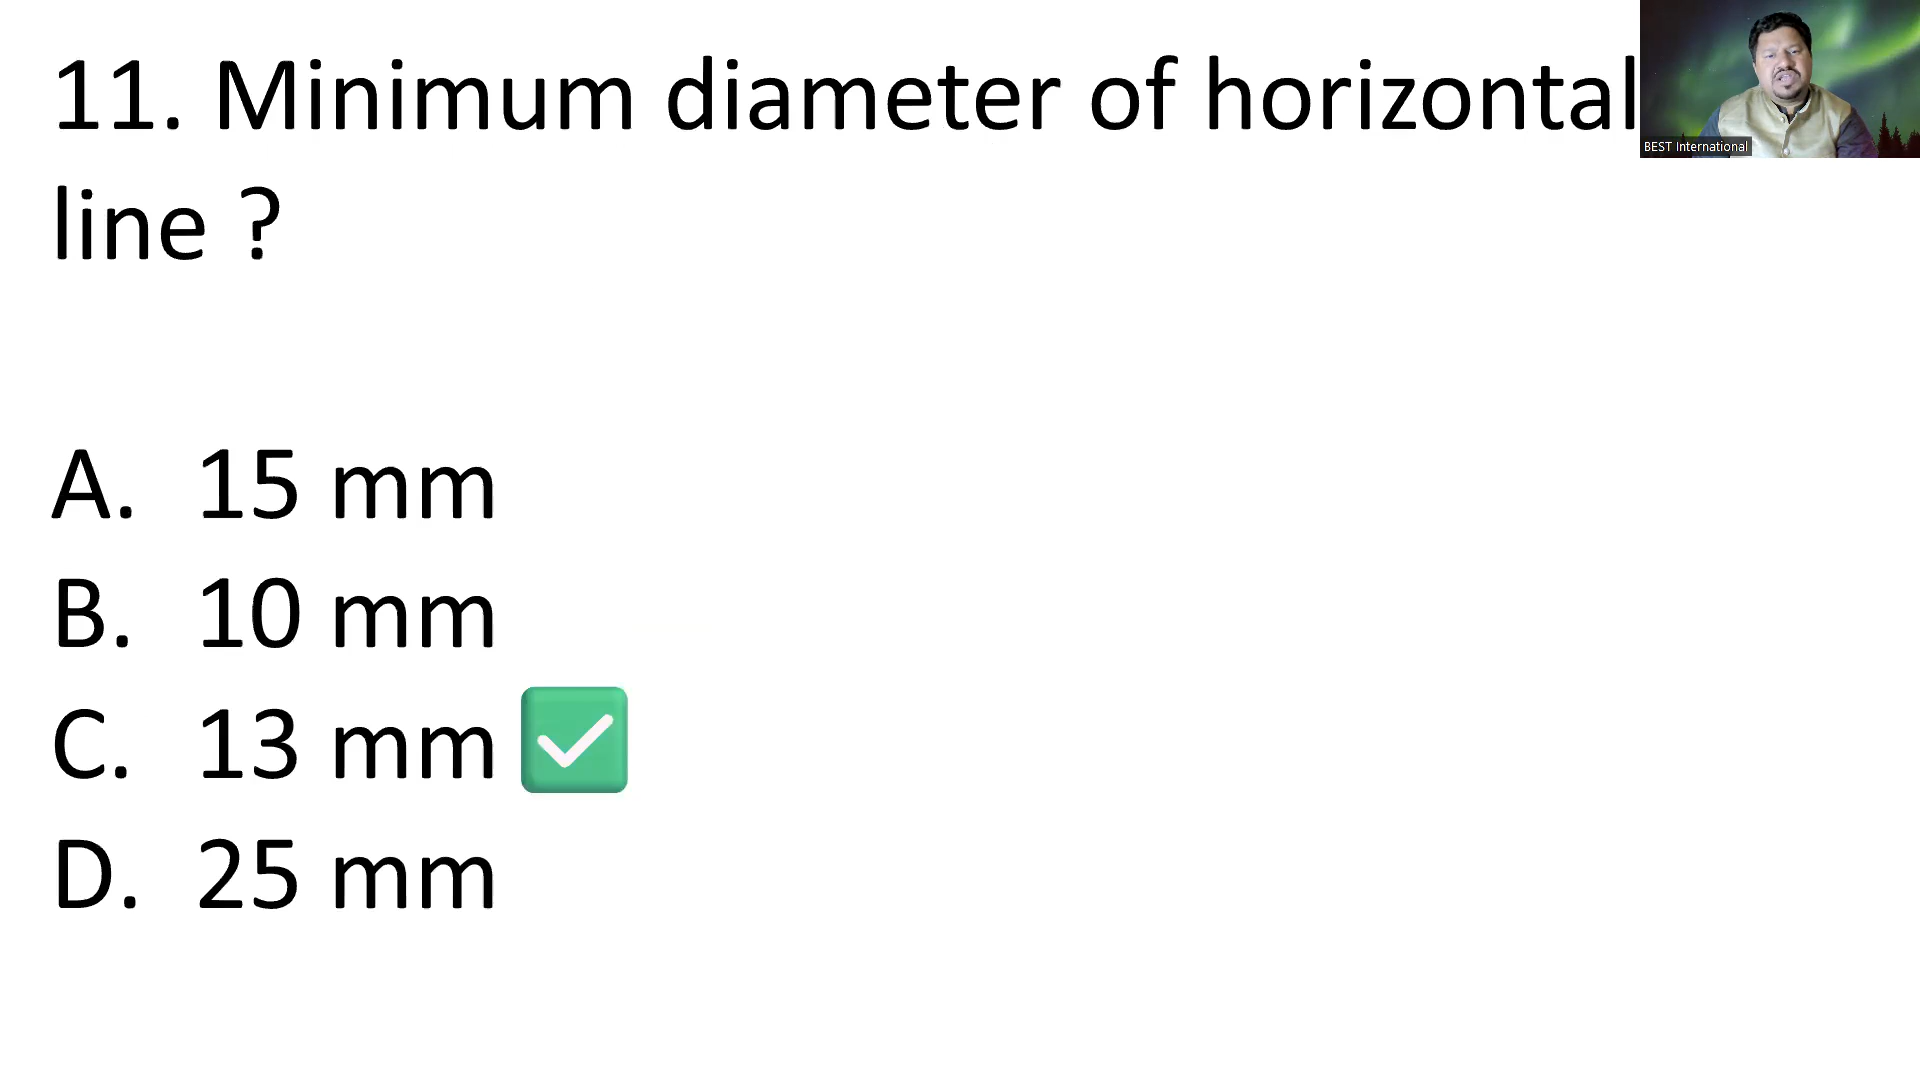 11. Minimum diameter of horizontal
line ?
BEST International
A. 15 mm
B. 10 mm
C. 13 mm
D. 25 mm